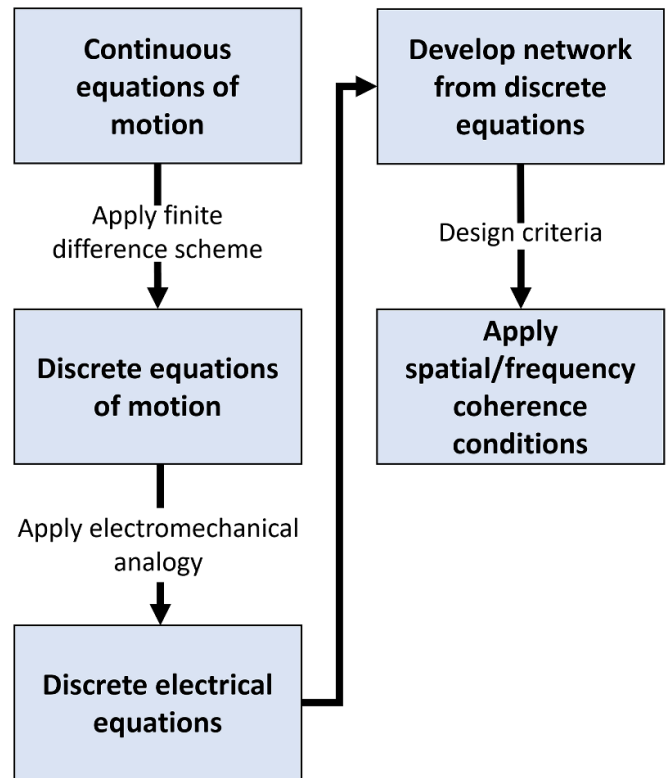 Continuous
equations of
motion
Apply finite
difference scheme
Discrete equations
of motion
Apply electromechanical
analogy
Discrete electrical
equations
Develop network
from discrete
equations
Design criteria
Apply
spatial/frequency
coherence
conditions